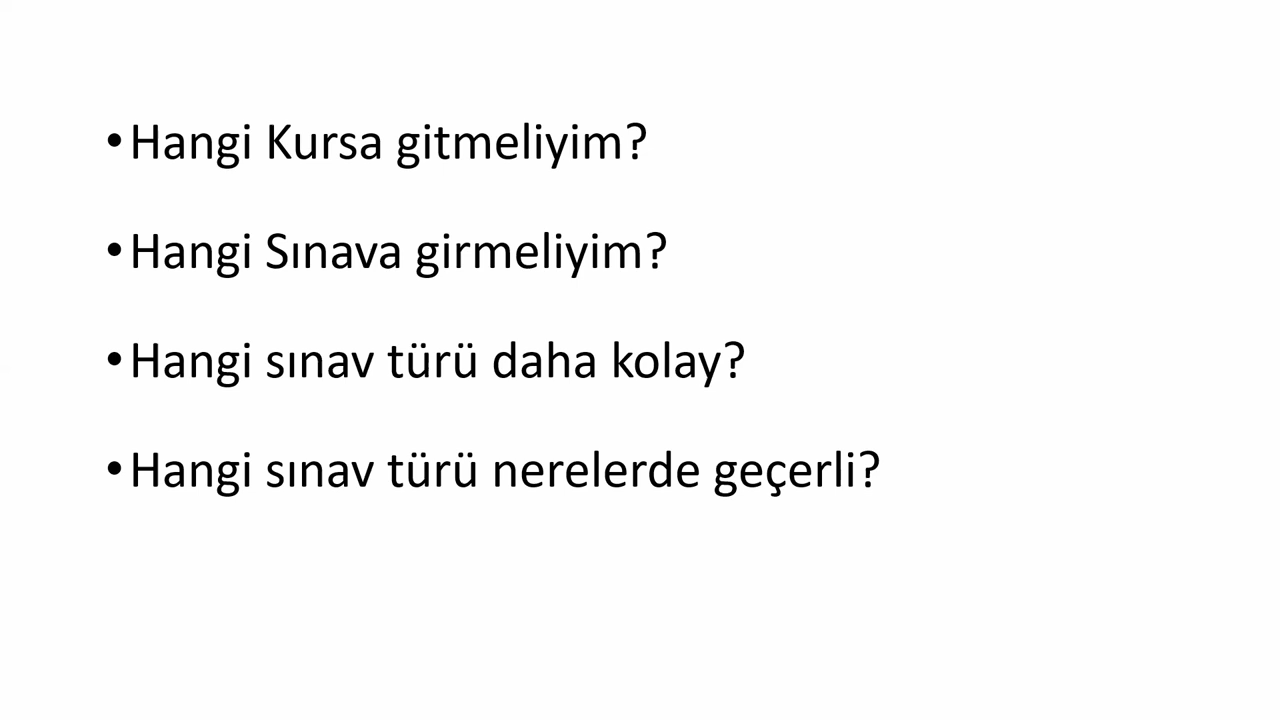 •Hangi Kursa gitmeliyim?
•Hangi Sınava girmeliyim?
•Hangi sınav türü daha kolay?
•Hangi sınav türü nerelerde geçerli?